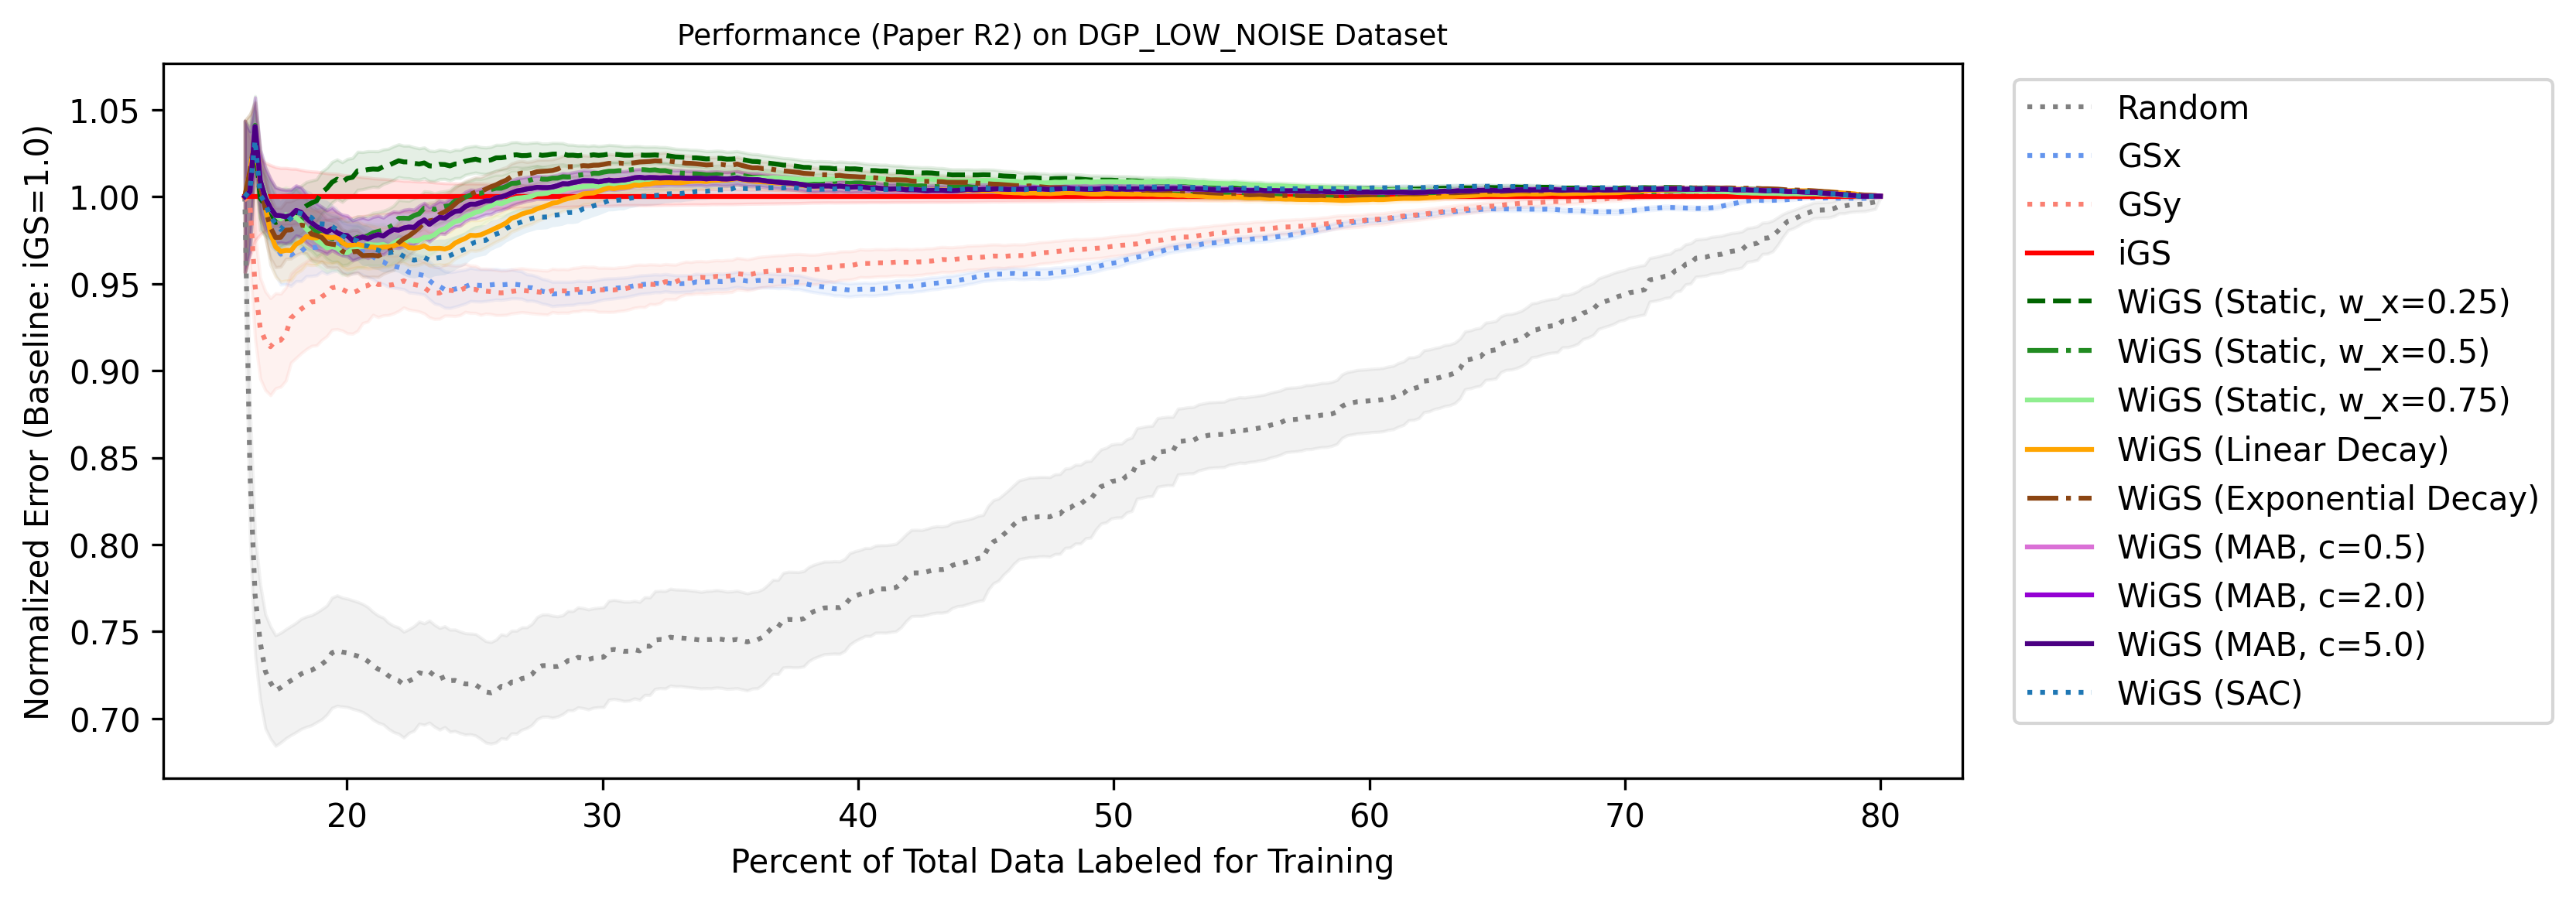 Performance (Paper R2) on DGP_LOW_NOISE Dataset
Normalized Error (Baseline: iGS=1.0)
1.05
1.00
0.95
0.90
0.85
0.80
0.75
0.70
20
30
40
50
60
70
80
Percent of Total Data Labeled for Training
Random
GSx
GSy
iGS
WiGS (Static, w_x=0.25)
WiGS (Static, w_x=0.5)
WiGS (Static, w_x=0.75)
WiGS (Linear Decay)
WiGS (Exponential Decay)
WiGS (MAB, c=0.5)
WiGS (MAB, c=2.0)
WiGS (MAB, c=5.0)
WiGS (SAC)